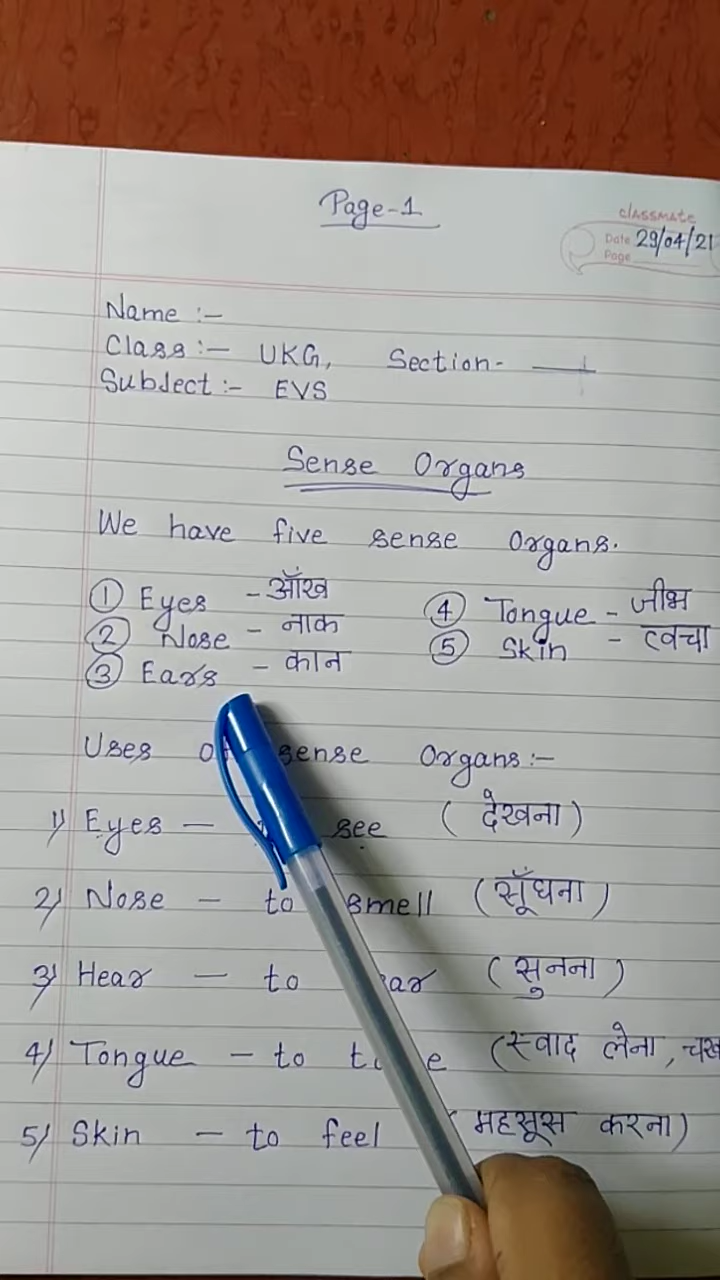 Page-1
classmate
Date 29/04/21
Page
Name :-
Class :- UKG, Section-
Subject :- EVS
Sense Organs
We have five sense organs.
① Eyes - आँख ④ Tongue - जीभ
② Nose - नाक ⑤ Skin - त्वचा
③ Ears - कान
Uses sense organs :-
1) Eyes - see (देखना)
2) Nose - to smell (सूँघना)
3) Hear - to (सुनना)
4) Tongue - to (स्वाद लेना,
5) Skin - to feel (महसूस करना)